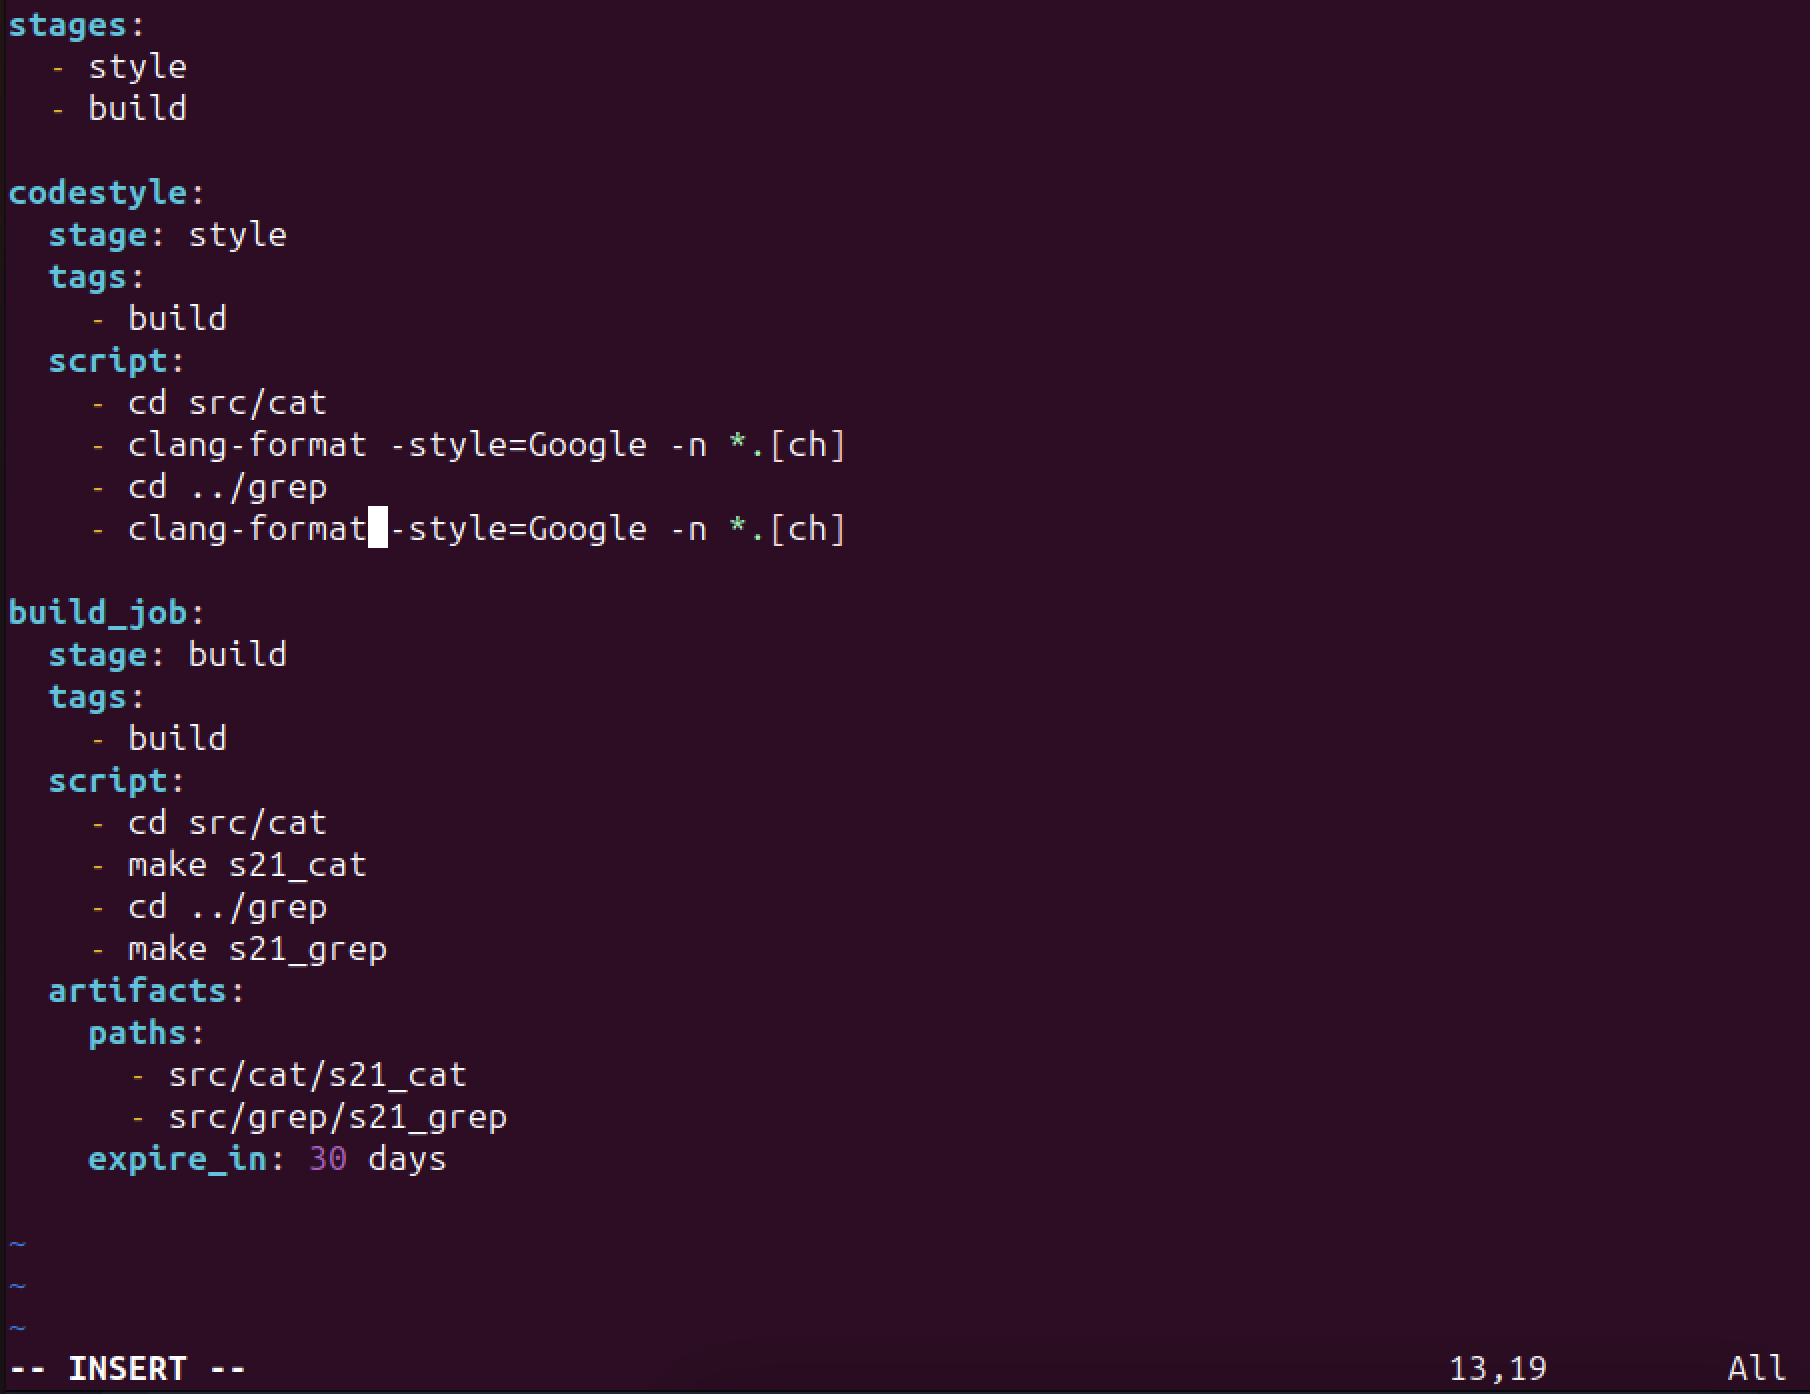 stages:
  - style
  - build

codestyle:
  stage: style
  tags:
    - build
  script:
    - cd src/cat
    - clang-format -style=Google -n *.[ch]
    - cd ../grep
    - clang-format -style=Google -n *.[ch]

build_job:
  stage: build
  tags:
    - build
  script:
    - cd src/cat
    - make s21_cat
    - cd ../grep
    - make s21_grep
  artifacts:
    paths:
      - src/cat/s21_cat
      - src/grep/s21_grep
    expire_in: 30 days

~
~
~
-- INSERT -- 13,19 All